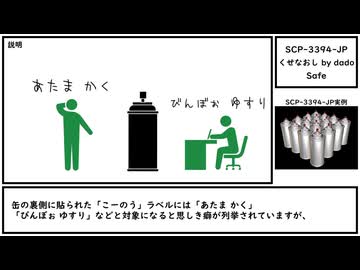 説明
あたま かく
びんぼぉ ゆすり
SCP-3394-JP
くせなおし by dado
Safe
SCP-3394-JP実例
缶の裏側に貼られた「こーのう」ラベルには「あたま かく」
「びんぼぉ ゆすり」などと対象になると思しき癖が列挙されていますが、